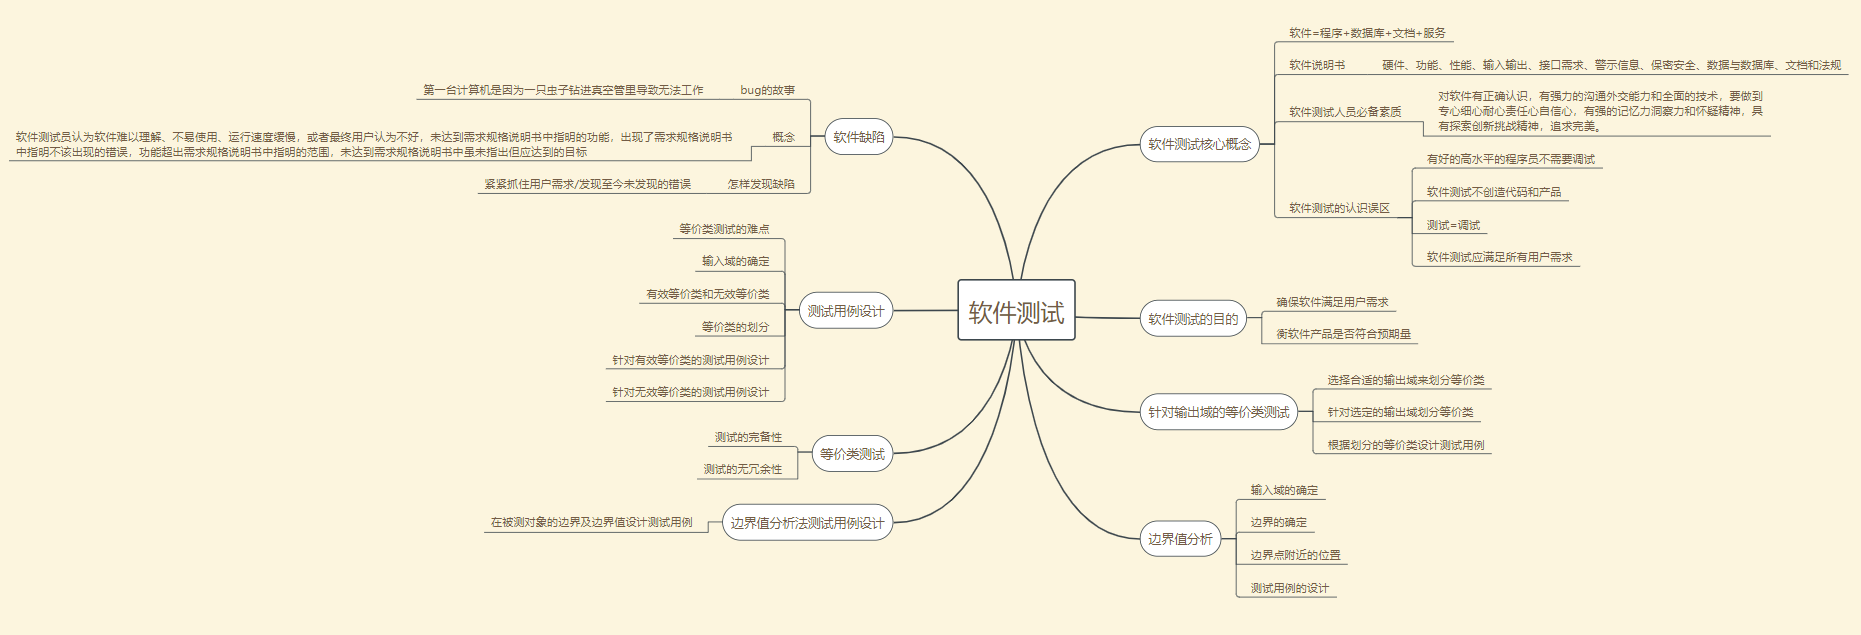 软件测试
软件测试核心概念
软件=程序+数据库+文档+服务
软件说明书
硬件、功能、性能、输入输出、接口需求、警示信息、保密安全、数据与数据库、文档和法规
软件测试人员必备素质
对软件有正确认识，有强力的沟通外交能力和全面的技术，要做到
专心细心耐心责任心自信心，有强的记忆力洞察力和怀疑精神，具
有探索创新挑战精神，追求完美。
软件测试的认识误区
有好的高水平的程序员不需要调试
软件测试不创造代码和产品
测试=调试
软件测试应满足所有用户需求
软件测试的目的
确保软件满足用户需求
衡软件产品是否符合预期量
针对输出域的等价类测试
选择合适的输出域来划分等价类
针对选定的输出域划分等价类
根据划分的等价类设计测试用例
边界值分析
输入域的确定
边界的确定
边界点附近的位置
测试用例的设计
软件缺陷
bug的故事
第一台计算机是因为一只虫子钻进真空管里导致无法工作
概念
软件测试员认为软件难以理解、不易使用、运行速度缓慢，或者最终用户认为不好，未达到需求规格说明书中指明的功能，出现了需求规格说明书
中指明不该出现的错误，功能超出需求规格说明书中指明的范围，未达到需求规格说明书中虽未指出但应达到的目标
怎样发现缺陷
紧紧抓住用户需求/发现至今未发现的错误
测试用例设计
等价类测试的难点
输入域的确定
有效等价类和无效等价类
等价类的划分
针对有效等价类的测试用例设计
针对无效等价类的测试用例设计
等价类测试
测试的完备性
测试的无冗余性
边界值分析法测试用例设计
在被测对象的边界及边界值设计测试用例